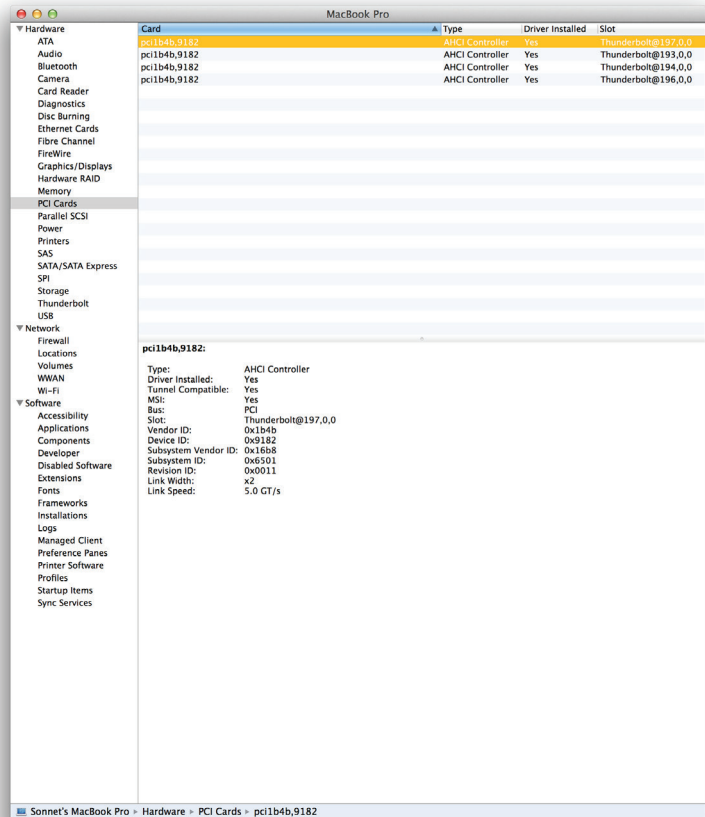 MacBook Pro
▼ Hardware
ATA
Audio
Bluetooth
Camera
Card Reader
Diagnostics
Disc Burning
Ethernet Cards
Fibre Channel
FireWire
Graphics/Displays
Hardware RAID
Memory
PCI Cards
Parallel SCSI
Power
Printers
SAS
SATA/SATA Express
SPI
Storage
Thunderbolt
USB
▼ Network
Firewall
Locations
Volumes
WWAN
Wi-Fi
▼ Software
Accessibility
Applications
Components
Developer
Disabled Software
Extensions
Fonts
Frameworks
Installations
Logs
Managed Client
Preference Panes
Printer Software
Profiles
Startup Items
Sync Services
Card ▲ Type Driver Installed Slot
pci1b4b,9182 AHCI Controller Yes Thunderbolt@197,0,0
pci1b4b,9182 AHCI Controller Yes Thunderbolt@193,0,0
pci1b4b,9182 AHCI Controller Yes Thunderbolt@194,0,0
pci1b4b,9182 AHCI Controller Yes Thunderbolt@196,0,0
pci1b4b,9182:
Type: AHCI Controller
Driver Installed: Yes
Tunnel Compatible: Yes
MSI: Yes
Bus: PCI
Slot: Thunderbolt@197,0,0
Vendor ID: 0x1b4b
Device ID: 0x9182
Subsystem Vendor ID: 0x16b8
Subsystem ID: 0x6501
Revision ID: 0x0011
Link Width: x2
Link Speed: 5.0 GT/s
Sonnet's MacBook Pro ▸ Hardware ▸ PCI Cards ▸ pci1b4b,9182